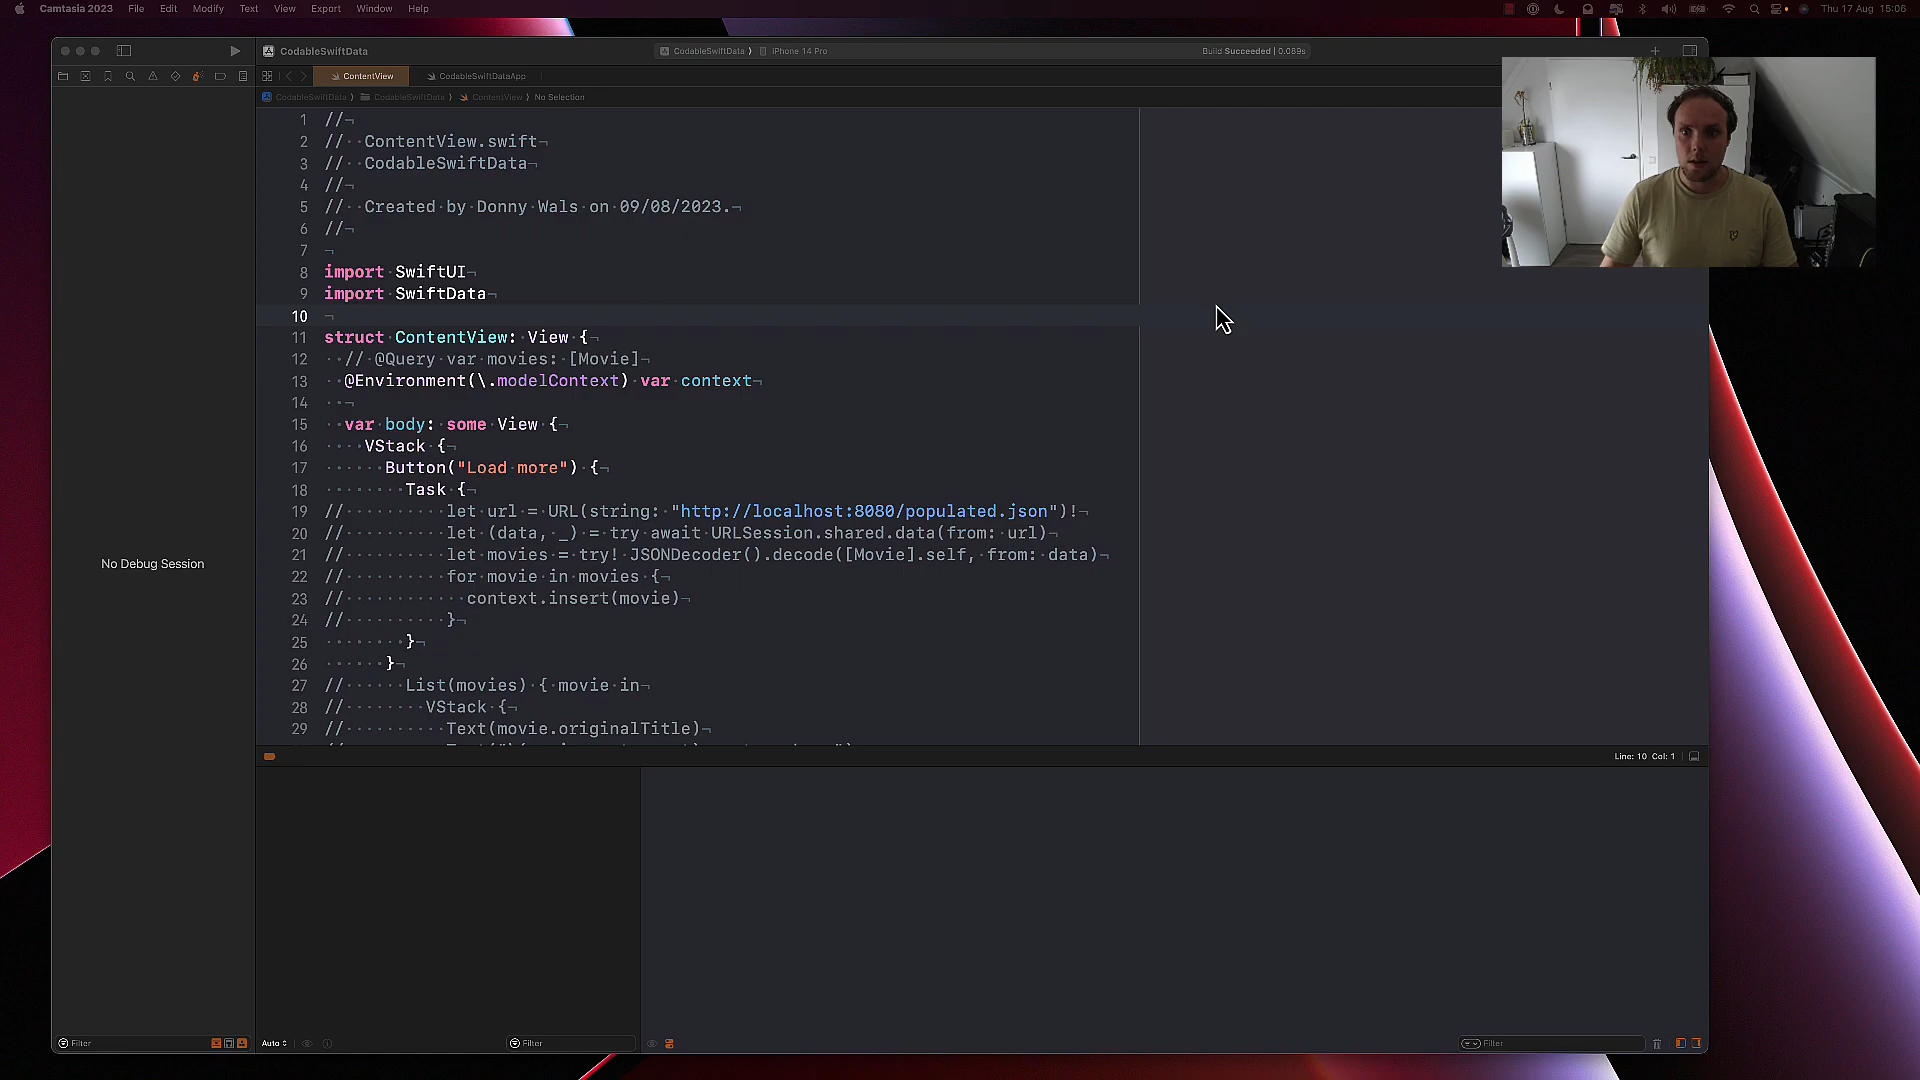 Camtasia 2023 File Edit Modify Text View Export Window Help Thu 17 Aug 15:06
CodableSwiftData CodableSwiftData ⟩ iPhone 14 Pro Build Succeeded | 0.089s
ContentView CodableSwiftDataApp
CodableSwiftData ⟩ CodableSwiftData ⟩ ContentView ⟩ No Selection
1 //¬
2 //··ContentView.swift¬
3 //··CodableSwiftData¬
4 //¬
5 //··Created·by·Donny·Wals·on·09/08/2023.¬
6 //¬
7 ¬
8 import·SwiftUI¬
9 import·SwiftData¬
10 ¬
11 struct·ContentView:·View·{¬
12 ··//·@Query·var·movies:·[Movie]¬
13 ··@Environment(\.modelContext)·var·context¬
14 ··¬
15 ··var·body:·some·View·{¬
16 ····VStack·{¬
17 ······Button("Load·more")·{¬
18 ········Task·{¬
19 //··········let·url·=·URL(string:·"http://localhost:8080/populated.json")!¬
20 //··········let·(data,·_)·=·try·await·URLSession.shared.data(from:·url)¬
21 //··········let·movies·=·try!·JSONDecoder().decode([Movie].self,·from:·data)¬
22 //··········for·movie·in·movies·{¬
23 //············context.insert(movie)¬
24 //··········}¬
25 ········}¬
26 ······}¬
27 //······List(movies)·{·movie·in¬
28 //········VStack·{¬
29 //··········Text(movie.originalTitle)¬
No Debug Session
Line: 10 Col: 1
Filter Auto Filter Filter